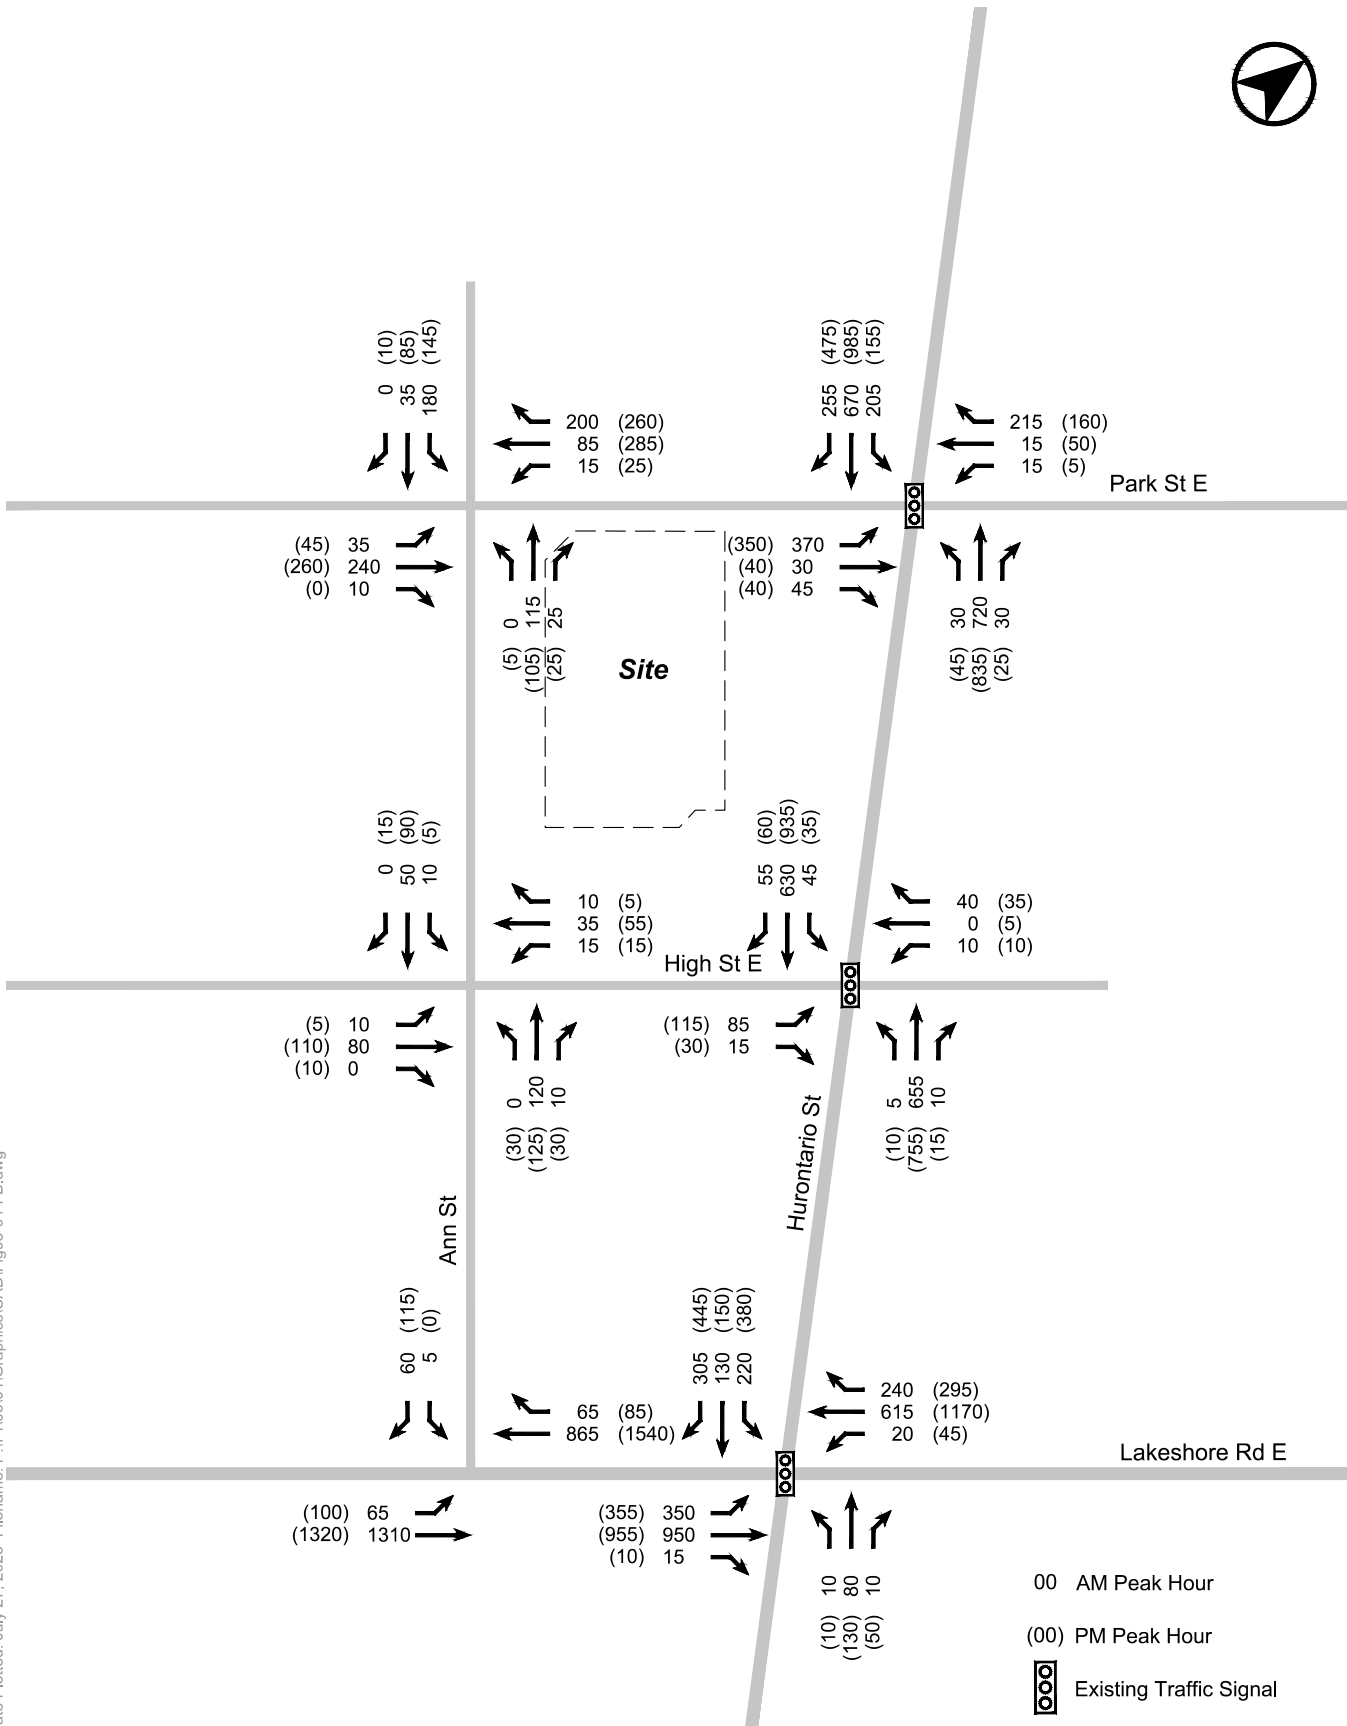 (10) (85) (145)
0 35 180
(475) (985) (155)
255 670 205
200 (260)
85 (285)
15 (25)
215 (160)
15 (50)
15 (5)
Park St E
(45) 35
(260) 240
(0) 10
0 115 25
(5) (105) (25)
(350) 370
(40) 30
(40) 45
30 720 30
(45) (835) (25)
Site
(15) (90) (5)
0 50 10
(60) (935) (35)
55 630 45
10 (5)
35 (55)
15 (15)
40 (35)
0 (5)
10 (10)
High St E
(5) 10
(110) 80
(10) 0
0 120 10
(30) (125) (30)
(115) 85
(30) 15
5 655 10
(10) (755) (15)
Hurontario St
Ann St
(115) (0)
60 5
(445) (150) (380)
305 130 220
65 (85)
865 (1540)
240 (295)
615 (1170)
20 (45)
Lakeshore Rd E
(100) 65
(1320) 1310
(355) 350
(955) 950
(10) 15
10 80 10
(10) (130) (50)
00 AM Peak Hour
(00) PM Peak Hour
Existing Traffic Signal